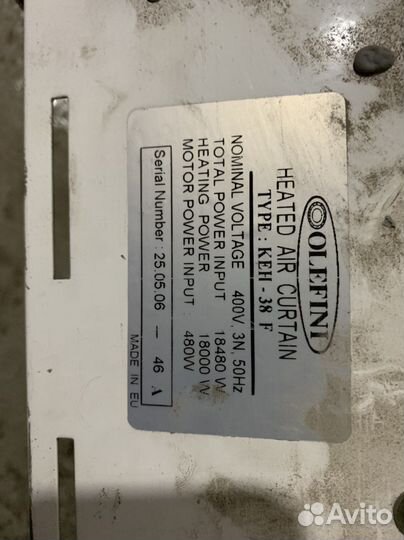 OLEFINI
HEATED AIR CURTAIN
TYPE : KEH - 38 F
NOMINAL VOLTAGE 400V, 3N, 50Hz
TOTAL POWER INPUT 18480 W
HEATING POWER 18000 W
MOTOR POWER INPUT : 480W
Serial Number : 25.05.06 — 46 A
MADE IN EU
Avito